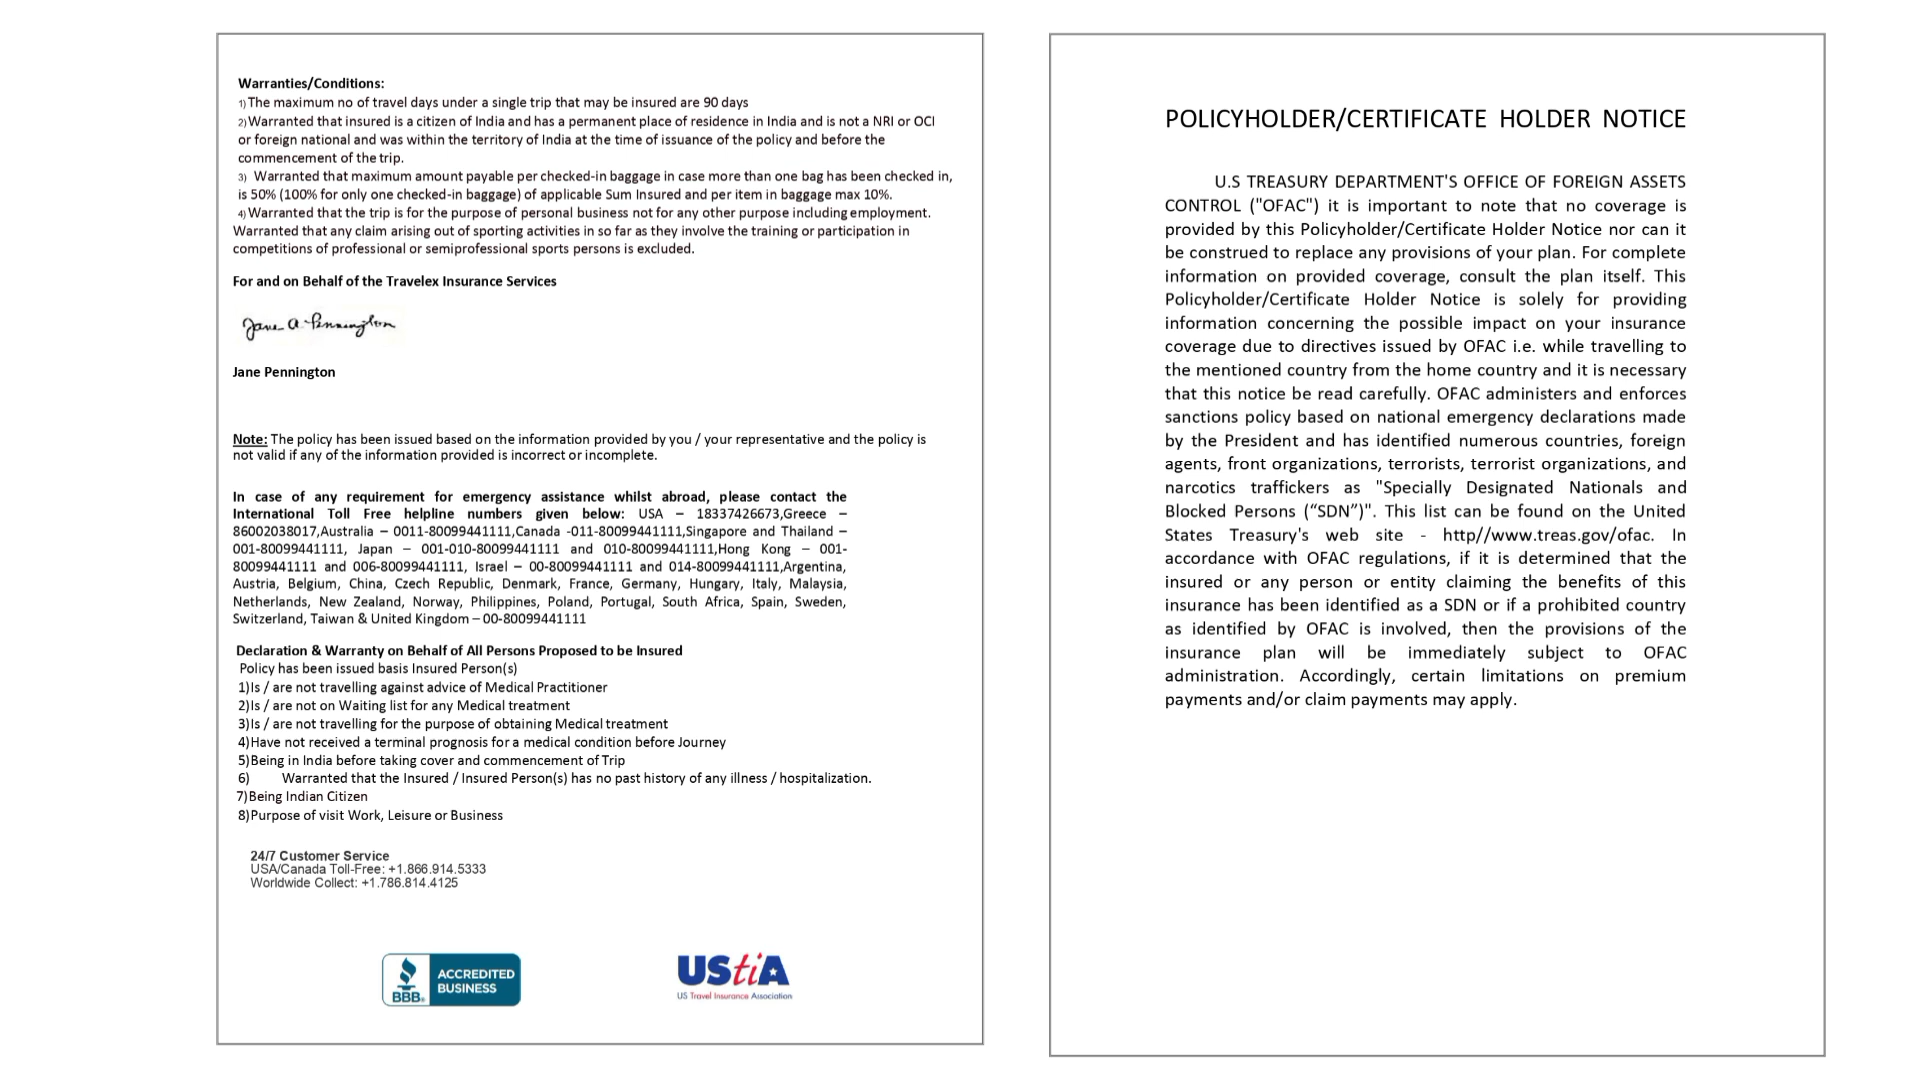 Warranties/Conditions:
1)The maximum no of travel days under a single trip that may be insured are 90 days
2)Warranted that insured is a citizen of India and has a permanent place of residence in India and is not a NRI or OCI
or foreign national and was within the territory of India at the time of issuance of the policy and before the
commencement of the trip.
3) Warranted that maximum amount payable per checked-in baggage in case more than one bag has been checked in,
is 50% (100% for only one checked-in baggage) of applicable Sum Insured and per item in baggage max 10%.
4)Warranted that the trip is for the purpose of personal business not for any other purpose including employment.
Warranted that any claim arising out of sporting activities in so far as they involve the training or participation in
competitions of professional or semiprofessional sports persons is excluded.
For and on Behalf of the Travelex Insurance Services
Jane A Pennington
Jane Pennington
Note: The policy has been issued based on the information provided by you / your representative and the policy is
not valid if any of the information provided is incorrect or incomplete.
In case of any requirement for emergency assistance whilst abroad, please contact the
International Toll Free helpline numbers given below: USA – 18337426673,Greece –
86002038017,Australia – 0011-80099441111,Canada -011-80099441111,Singapore and Thailand –
001-80099441111, Japan – 001-010-80099441111 and 010-80099441111,Hong Kong – 001-
80099441111 and 006-80099441111, Israel – 00-80099441111 and 014-80099441111,Argentina,
Austria, Belgium, China, Czech Republic, Denmark, France, Germany, Hungary, Italy, Malaysia,
Netherlands, New Zealand, Norway, Philippines, Poland, Portugal, South Africa, Spain, Sweden,
Switzerland, Taiwan & United Kingdom – 00-80099441111
Declaration & Warranty on Behalf of All Persons Proposed to be Insured
Policy has been issued basis Insured Person(s)
1)Is / are not travelling against advice of Medical Practitioner
2)Is / are not on Waiting list for any Medical treatment
3)Is / are not travelling for the purpose of obtaining Medical treatment
4)Have not received a terminal prognosis for a medical condition before Journey
5)Being in India before taking cover and commencement of Trip
6) Warranted that the Insured / Insured Person(s) has no past history of any illness / hospitalization.
7)Being Indian Citizen
8)Purpose of visit Work, Leisure or Business
24/7 Customer Service
USA/Canada Toll-Free: +1.866.914.5333
Worldwide Collect: +1.786.814.4125
BBB.
ACCREDITED
BUSINESS
UStiA
US Travel Insurance Association
POLICYHOLDER/CERTIFICATE HOLDER NOTICE
U.S TREASURY DEPARTMENT'S OFFICE OF FOREIGN ASSETS
CONTROL ("OFAC") it is important to note that no coverage is
provided by this Policyholder/Certificate Holder Notice nor can it
be construed to replace any provisions of your plan. For complete
information on provided coverage, consult the plan itself. This
Policyholder/Certificate Holder Notice is solely for providing
information concerning the possible impact on your insurance
coverage due to directives issued by OFAC i.e. while travelling to
the mentioned country from the home country and it is necessary
that this notice be read carefully. OFAC administers and enforces
sanctions policy based on national emergency declarations made
by the President and has identified numerous countries, foreign
agents, front organizations, terrorists, terrorist organizations, and
narcotics traffickers as "Specially Designated Nationals and
Blocked Persons (“SDN”)". This list can be found on the United
States Treasury's web site - http//www.treas.gov/ofac. In
accordance with OFAC regulations, if it is determined that the
insured or any person or entity claiming the benefits of this
insurance has been identified as a SDN or if a prohibited country
as identified by OFAC is involved, then the provisions of the
insurance plan will be immediately subject to OFAC
administration. Accordingly, certain limitations on premium
payments and/or claim payments may apply.